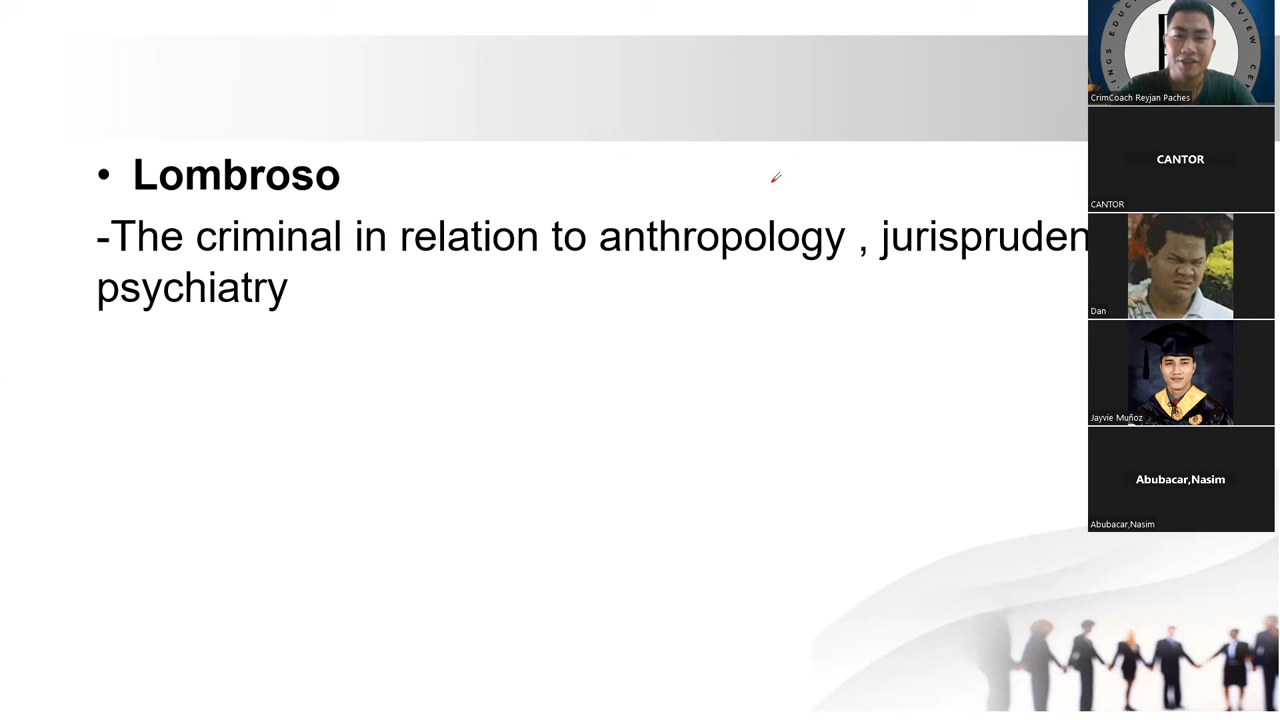 • Lombroso
-The criminal in relation to anthropology , jurispruden
psychiatry
CrimCoach Reyjan Paches
CANTOR
CANTOR
Dan
Jayvie Muñoz
Abubacar,Nasim
Abubacar,Nasim